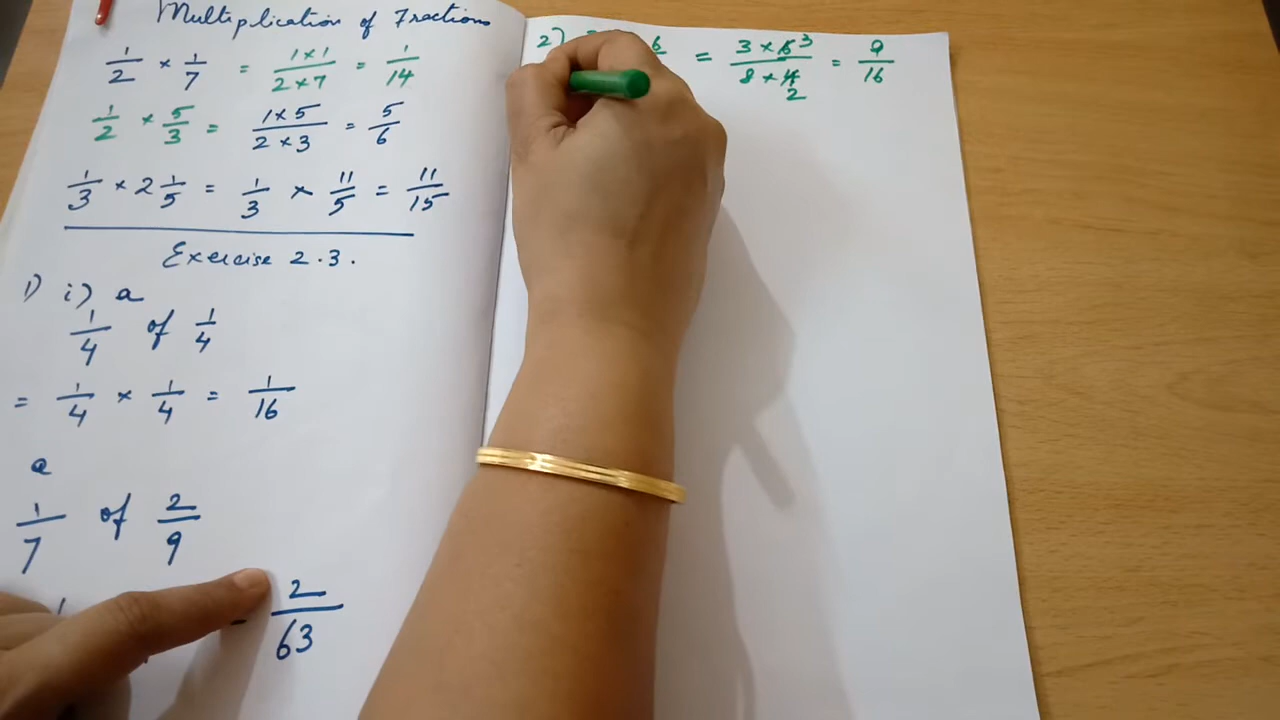 Multiplication of Fractions
1/2 × 1/7 = 1×1/2×7 = 1/14
1/2 × 5/3 = 1×5/2×3 = 5/6
1/3 × 2 1/5 = 1/3 × 11/5 = 11/15
Exercise 2.3.
1) i) a
1/4 of 1/4
= 1/4 × 1/4 = 1/16
a
1/7 of 2/9
2/63
2) 6 = 3×6 3/8×4 2 = 9/16